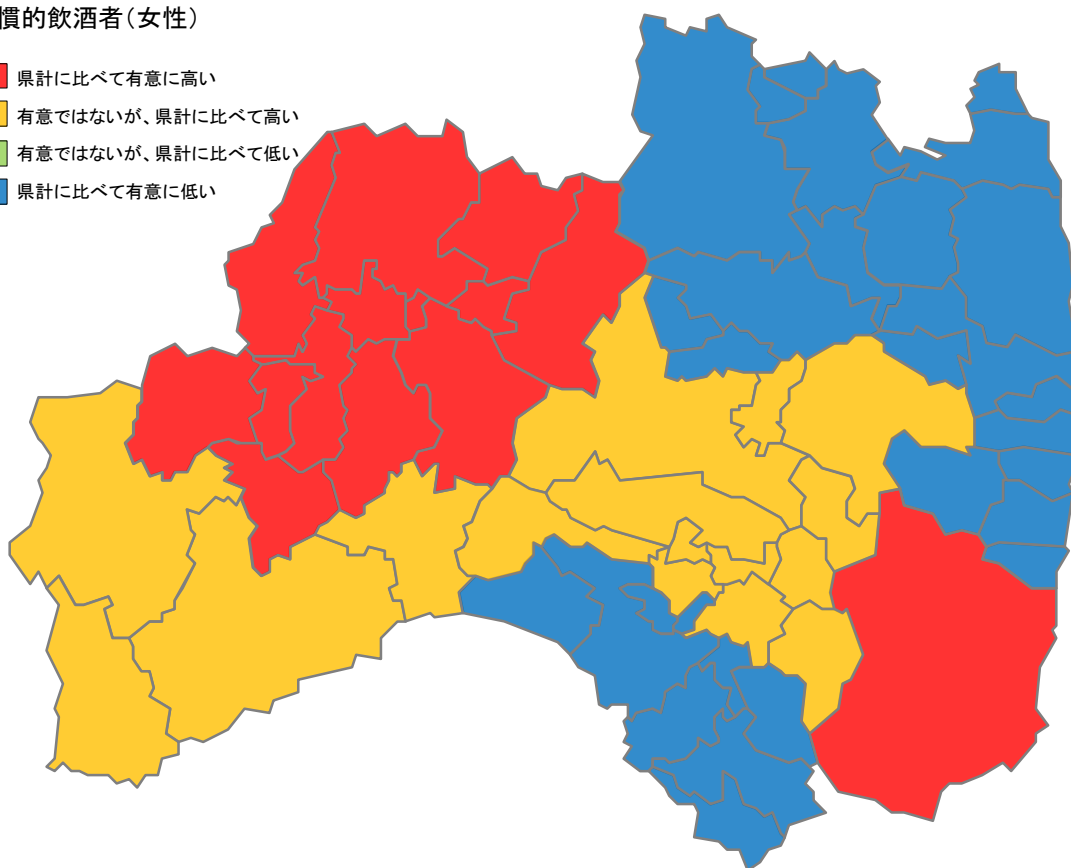 慣的飲酒者（女性）
県計に比べて有意に高い
有意ではないが、県計に比べて高い
有意ではないが、県計に比べて低い
県計に比べて有意に低い